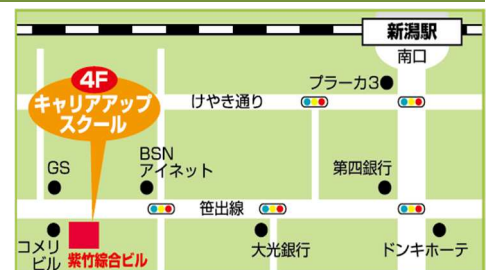 新潟駅
南口
4F
キャリアアップ
スクール
プラーカ3
けやき通り
GS
BSN
アイネット
第四銀行
笹出線
コメリ
ビル
紫竹綜合ビル
大光銀行
ドンキホーテ